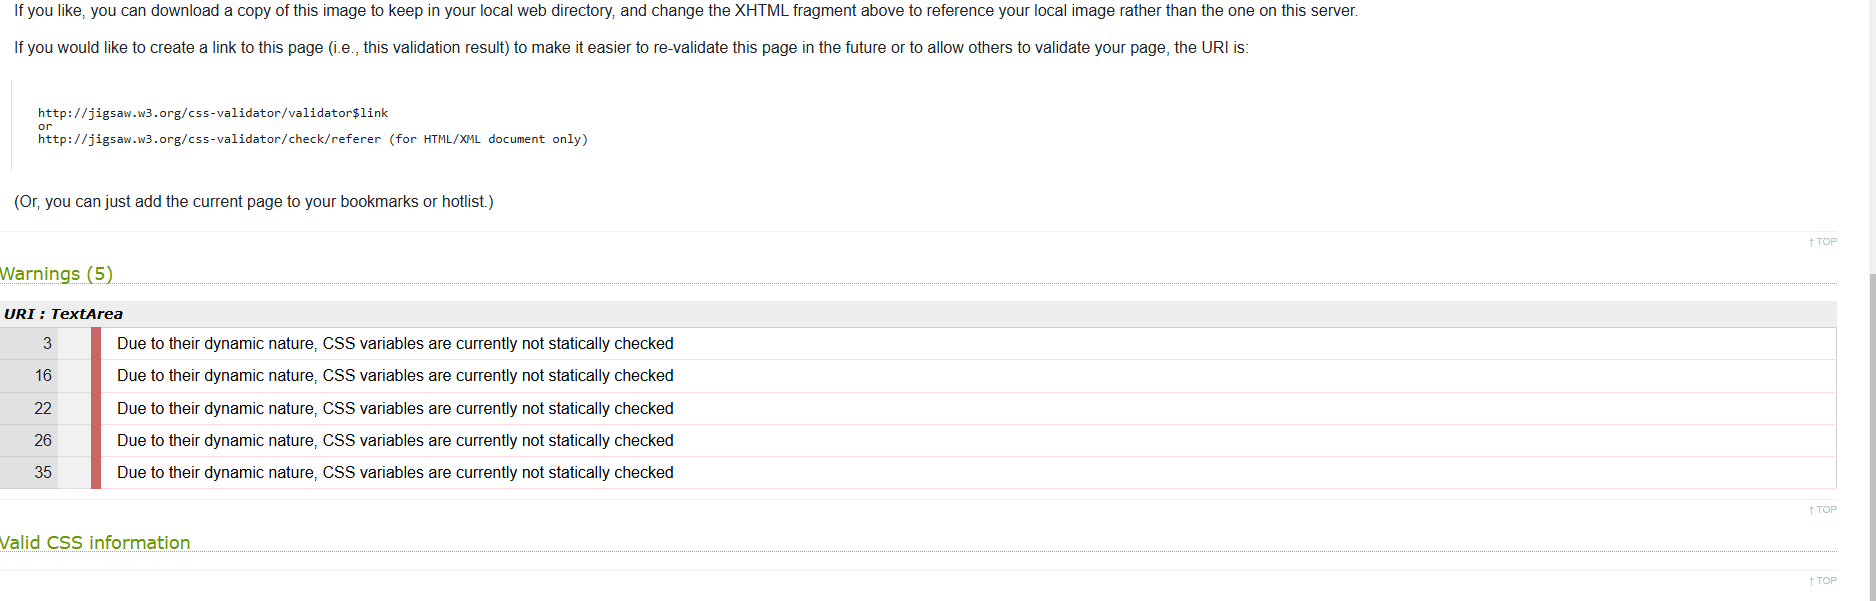 If you like, you can download a copy of this image to keep in your local web directory, and change the XHTML fragment above to reference your local image rather than the one on this server.
If you would like to create a link to this page (i.e., this validation result) to make it easier to re-validate this page in the future or to allow others to validate your page, the URI is:
http://jigsaw.w3.org/css-validator/validator$link
or
http://jigsaw.w3.org/css-validator/check/referer (for HTML/XML document only)
(Or, you can just add the current page to your bookmarks or hotlist.)
↑ TOP
Warnings (5)
URI : TextArea
3 Due to their dynamic nature, CSS variables are currently not statically checked
16 Due to their dynamic nature, CSS variables are currently not statically checked
22 Due to their dynamic nature, CSS variables are currently not statically checked
26 Due to their dynamic nature, CSS variables are currently not statically checked
35 Due to their dynamic nature, CSS variables are currently not statically checked
↑ TOP
Valid CSS information
↑ TOP